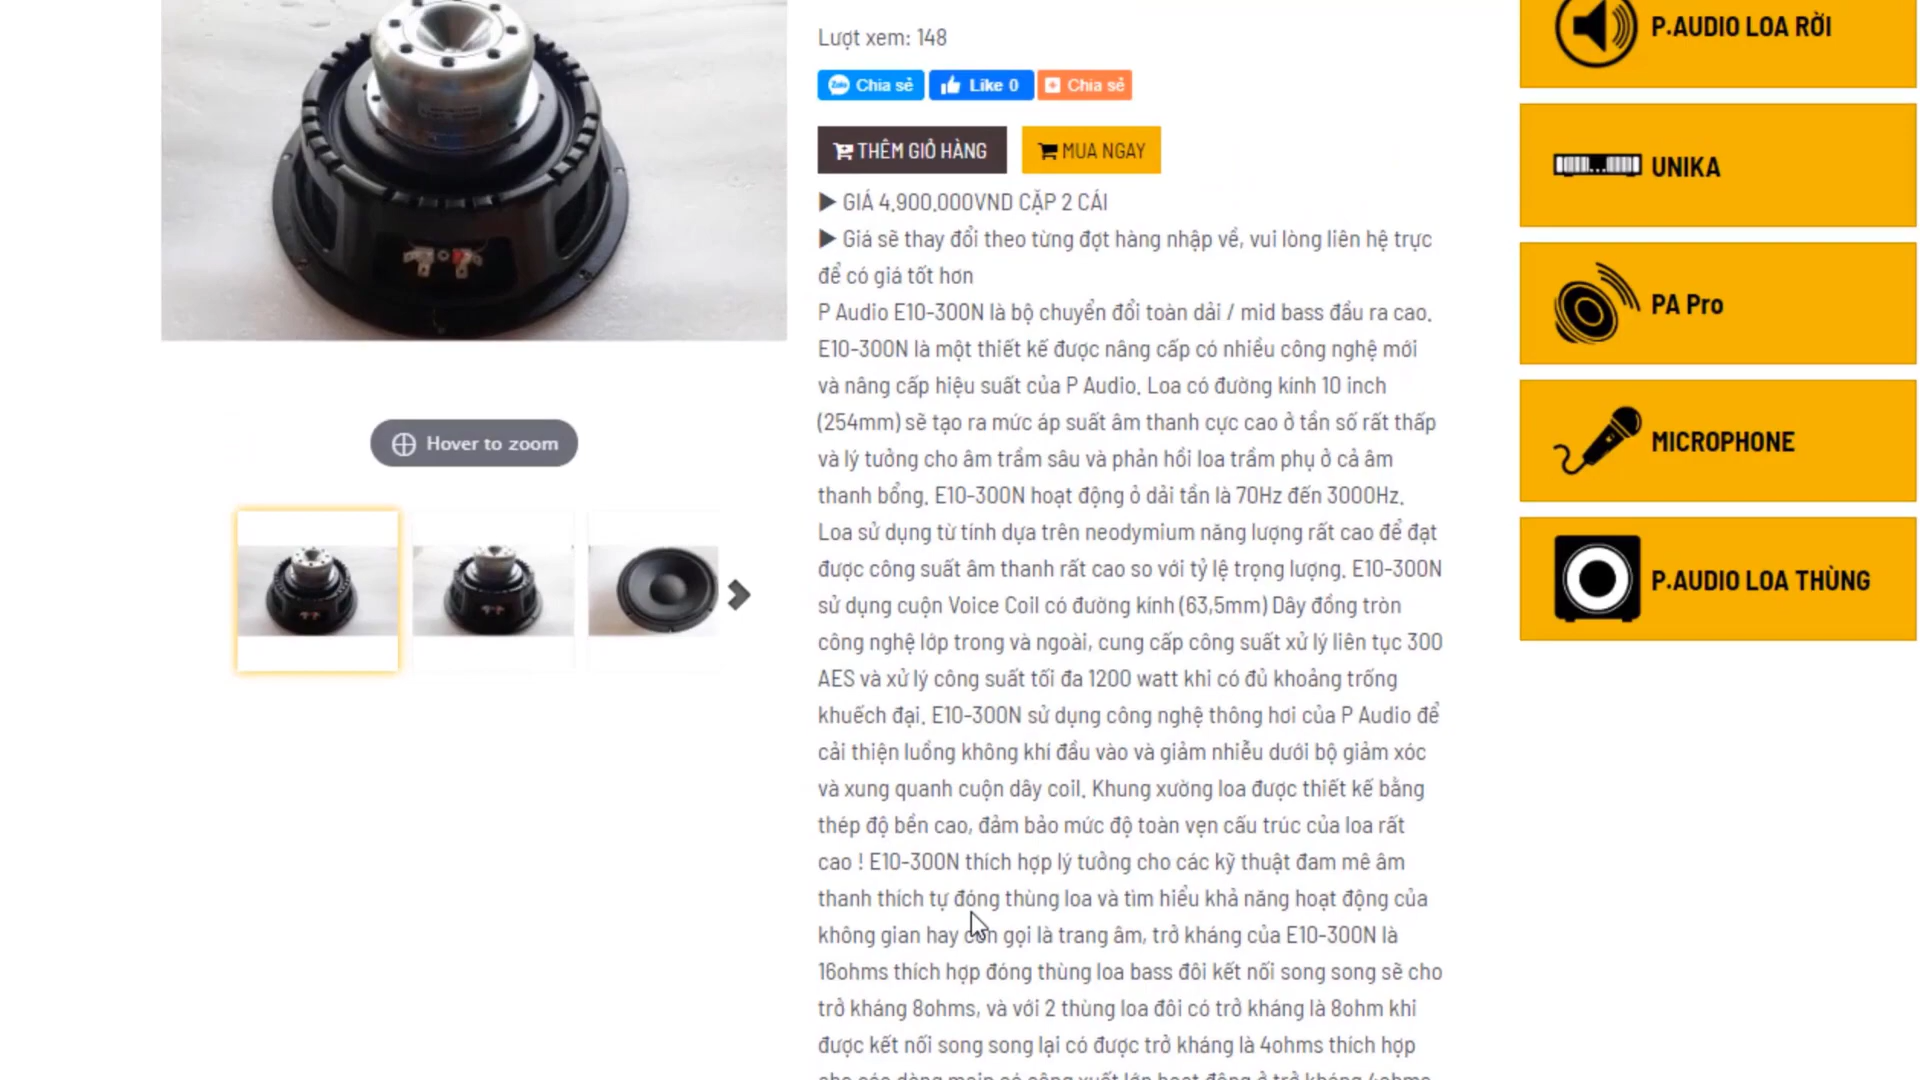 Lượt xem: 148
Zalo Chia sẻ
Like 0
Chia sẻ
THÊM GIỎ HÀNG
MUA NGAY
▶ GIÁ 4.900.000VND CẶP 2 CÁI
▶ Giá sẽ thay đổi theo từng đợt hàng nhập về, vui lòng liên hệ trực
để có giá tốt hơn
P Audio E10-300N là bộ chuyển đổi toàn dải / mid bass đầu ra cao.
E10-300N là một thiết kế được nâng cấp có nhiều công nghệ mới
và nâng cấp hiệu suất của P Audio. Loa có đường kính 10 inch
(254mm) sẽ tạo ra mức áp suất âm thanh cực cao ở tần số rất thấp
và lý tưởng cho âm trầm sâu và phản hồi loa trầm phụ ở cả âm
thanh bổng. E10-300N hoạt động ỏ dải tần là 70Hz đến 3000Hz.
Loa sử dụng từ tính dựa trên neodymium năng lượng rất cao để đạt
được công suất âm thanh rất cao so với tỷ lệ trọng lượng. E10-300N
sử dụng cuộn Voice Coil có đường kính (63,5mm) Dây đồng tròn
công nghệ lớp trong và ngoài, cung cấp công suất xử lý liên tục 300
AES và xử lý công suất tối đa 1200 watt khi có đủ khoảng trống
khuếch đại. E10-300N sử dụng công nghệ thông hơi của P Audio để
cải thiện luồng không khí đầu vào và giảm nhiễu dưới bộ giảm xóc
và xung quanh cuộn dây coil. Khung xường loa được thiết kế bằng
thép độ bền cao, đảm bảo mức độ toàn vẹn cấu trúc của loa rất
cao ! E10-300N thích hợp lý tưởng cho các kỹ thuật đam mê âm
thanh thích tự đóng thùng loa và tìm hiểu khả năng hoạt động của
không gian hay còn gọi là trang âm, trở kháng của E10-300N là
16ohms thích hợp đóng thùng loa bass đôi kết nối song song sẽ cho
trở kháng 8ohms, và với 2 thùng loa đôi có trở kháng là 8ohm khi
được kết nối song song lại có được trở kháng là 4ohms thích hợp
cho các dòng main có công xuất lớn hoạt động ở trở kháng 4ohms
Hover to zoom
P.AUDIO LOA RỜI
UNIKA
PA Pro
MICROPHONE
P.AUDIO LOA THÙNG